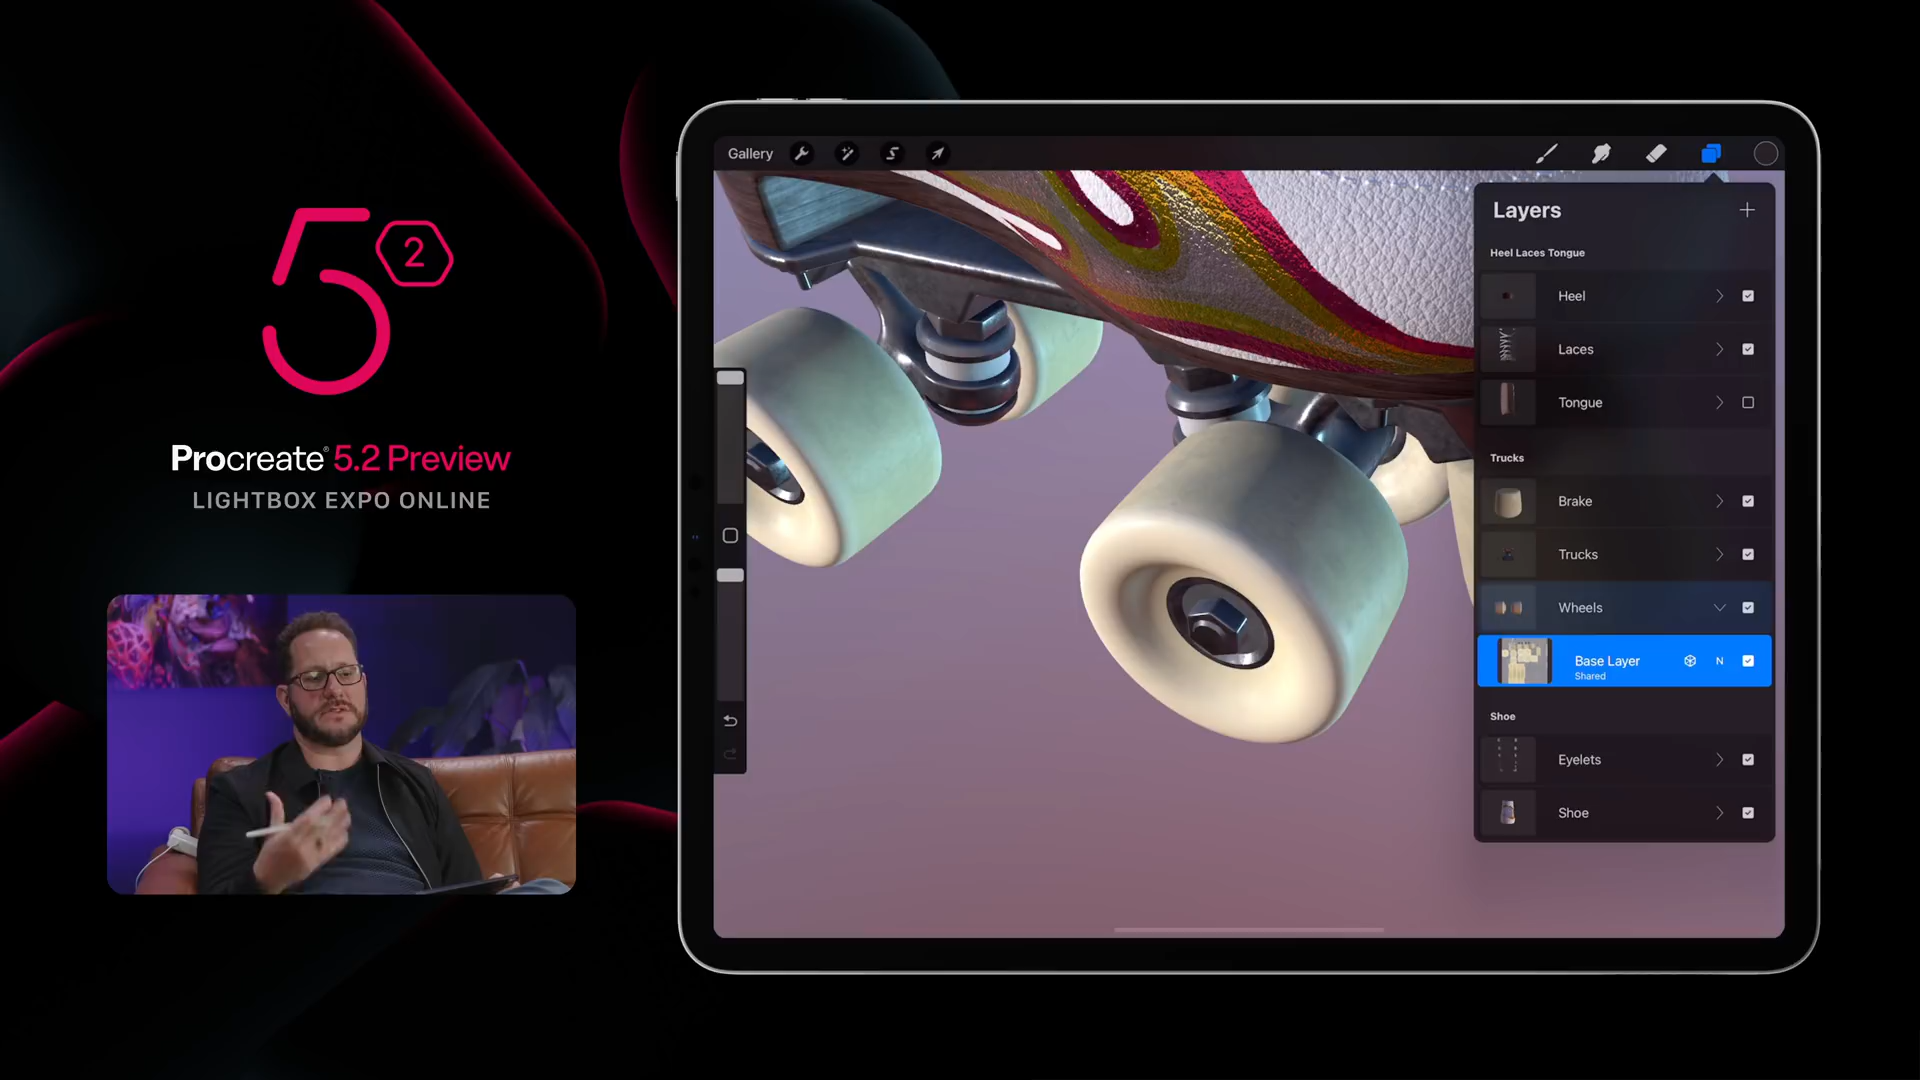 5 2
Procreate® 5.2 Preview
LIGHTBOX EXPO ONLINE
Gallery
Layers
Heel Laces Tongue
Heel
Laces
Tongue
Trucks
Brake
Trucks
Wheels
Base Layer
N
Shared
Shoe
Eyelets
Shoe